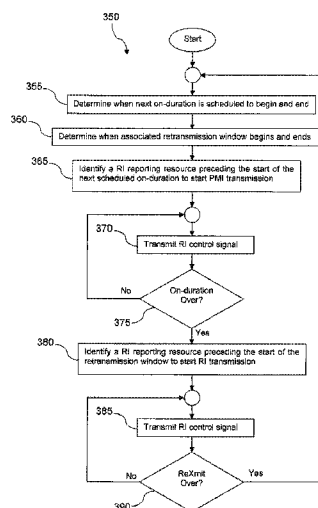 350
Start
355
Determine when next on-duration is scheduled to begin and end
360
Determine when associated retransmission window begins and ends
365
Identify a RI reporting resource preceding the start of the
next scheduled on-duration to start PMI transmission
370
Transmit RI control signal
No
On-duration
Over?
375
Yes
380
Identify a RI reporting resource preceding the start of the
retransmission window to start RI transmission
385
Transmit RI control signal
No
ReXmit
Over?
Yes
390